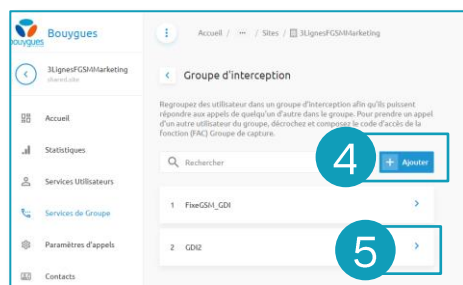 Bouygues
bouygues
Accueil / ... / Sites / 3LignesFGSMMarketing
3LignesFGSMMarketing
Groupe d'interception
Regroupez des utilisateur dans un groupe d'interception afin qu'ils puissent
répondre aux appels de quelqu'un d'autre dans le groupe. Pour prendre un appel
d'un autre utilisateur du groupe, décrochez et composez le code d'accès de la
fonction (FAC) Groupe de capture.
Accueil
Statistiques
Services Utilisateurs
Services de Groupe
Paramètres d'appels
Contacts
Rechercher
4
+ Ajouter
1 FixeGSM_GDI
2 GDI2
5